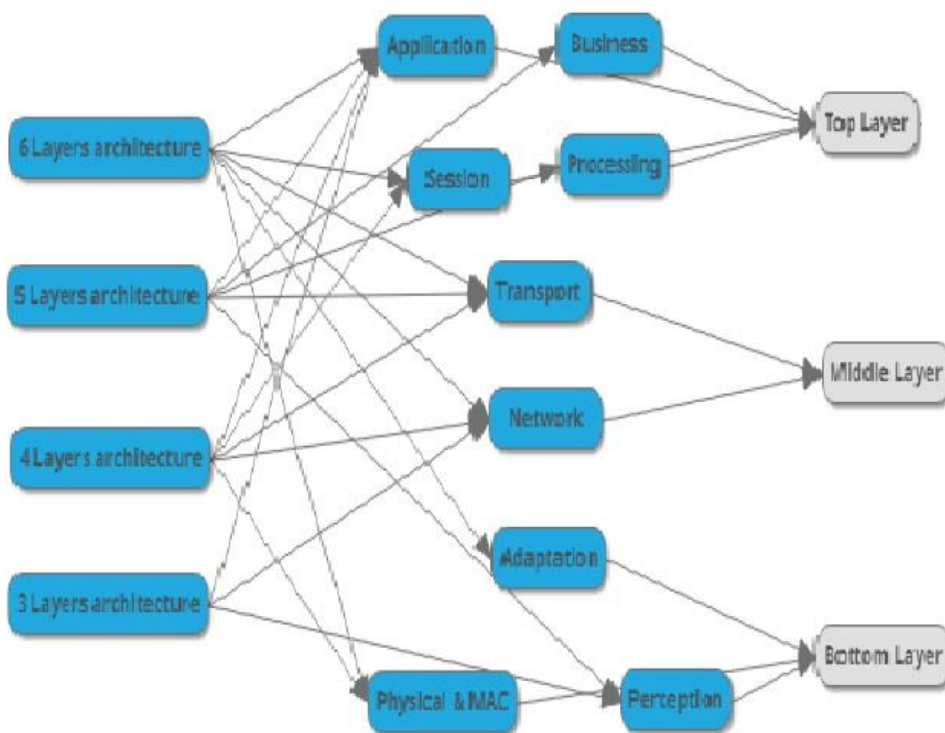 Application
Business
6 Layers architecture
Top Layer
Session
Processing
5 Layers architecture
Transport
Middle Layer
Network
4 Layers architecture
Adaptation
3 Layers architecture
Bottom Layer
Physical & MAC
Perception